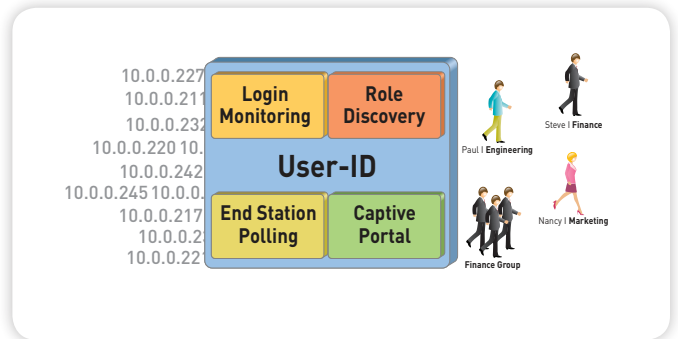 10.0.0.227
10.0.0.211
10.0.0.232
10.0.0.220 10.
10.0.0.242
10.0.0.245 10.0.0.
10.0.0.217
10.0.0.2
10.0.0.22
Login
Monitoring
Role
Discovery
User-ID
End Station
Polling
Captive
Portal
Steve I Finance
Paul I Engineering
Nancy I Marketing
Finance Group